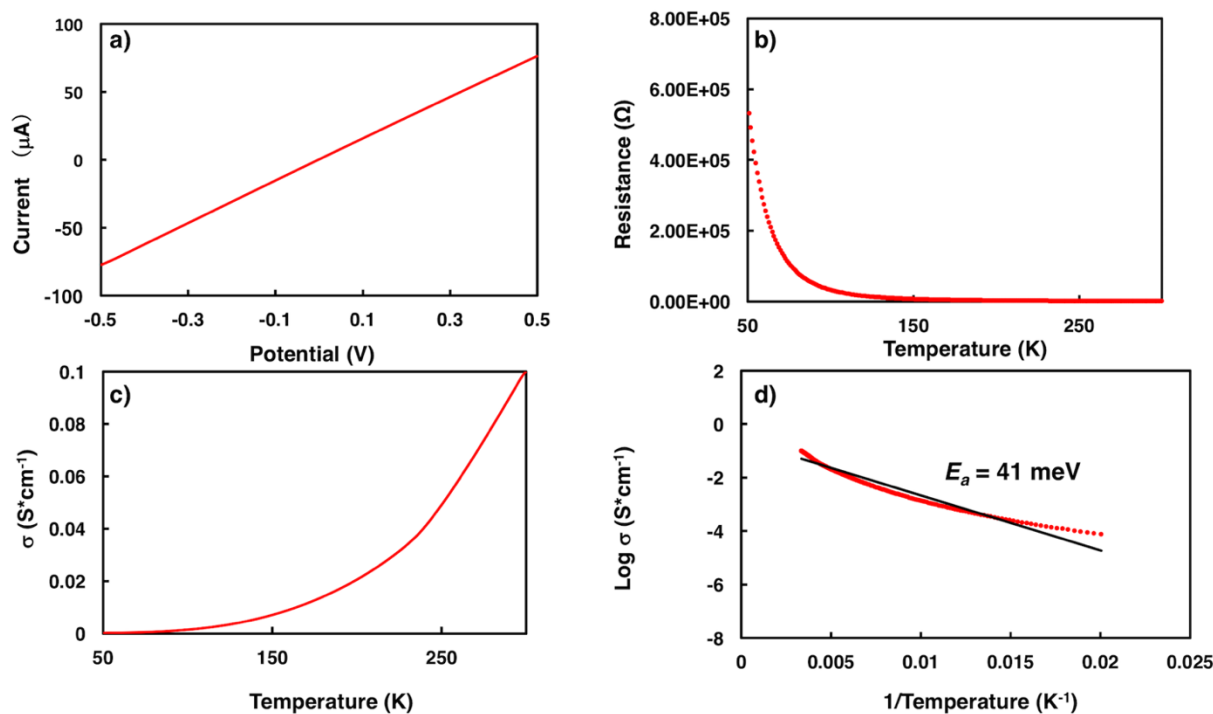 a)
100
50
0
-50
-100
Current (μA)
-0.5 -0.3 -0.1 0.1 0.3 0.5
Potential (V)
b)
8.00E+05
6.00E+05
4.00E+05
2.00E+05
0.00E+00
Resistance (Ω)
50 150 250
Temperature (K)
c)
0.1
0.08
0.06
0.04
0.02
0
σ (S*cm⁻¹)
50 150 250
Temperature (K)
d)
2
0
-2
-4
-6
-8
Log σ (S*cm⁻¹)
Eₐ = 41 meV
0 0.005 0.01 0.015 0.02 0.025
1/Temperature (K⁻¹)